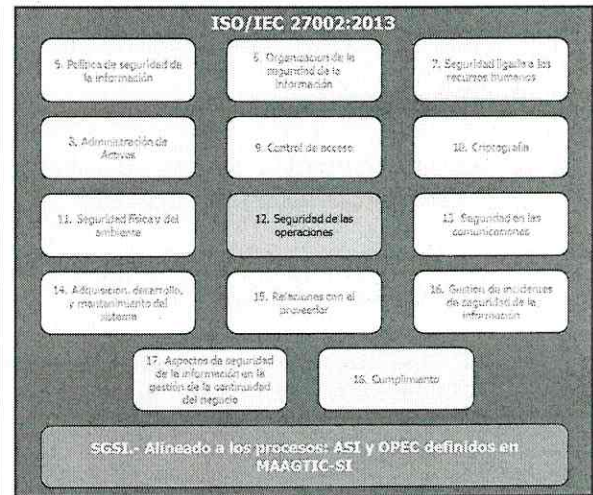 ISO/IEC 27002:2013
5. Política de seguridad de
la información
6. Organización de la
seguridad de la
información
7. Seguridad ligada a los
recursos humanos
8. Administración de
Activos
9. Control de acceso
10. Criptografía
11. Seguridad física y del
ambiente
12. Seguridad de las
operaciones
13. Seguridad en las
comunicaciones
14. Adquisición, desarrollo,
y mantenimiento del
sistema
15. Relaciones con el
proveedor
16. Gestión de incidentes
de seguridad de la
información
17. Aspectos de seguridad
de la información en la
gestión de la continuidad
del negocio
18. Cumplimiento
SGSI.- Alineado a los procesos: ASI y OPEC definidos en
MAAGTIC-SI